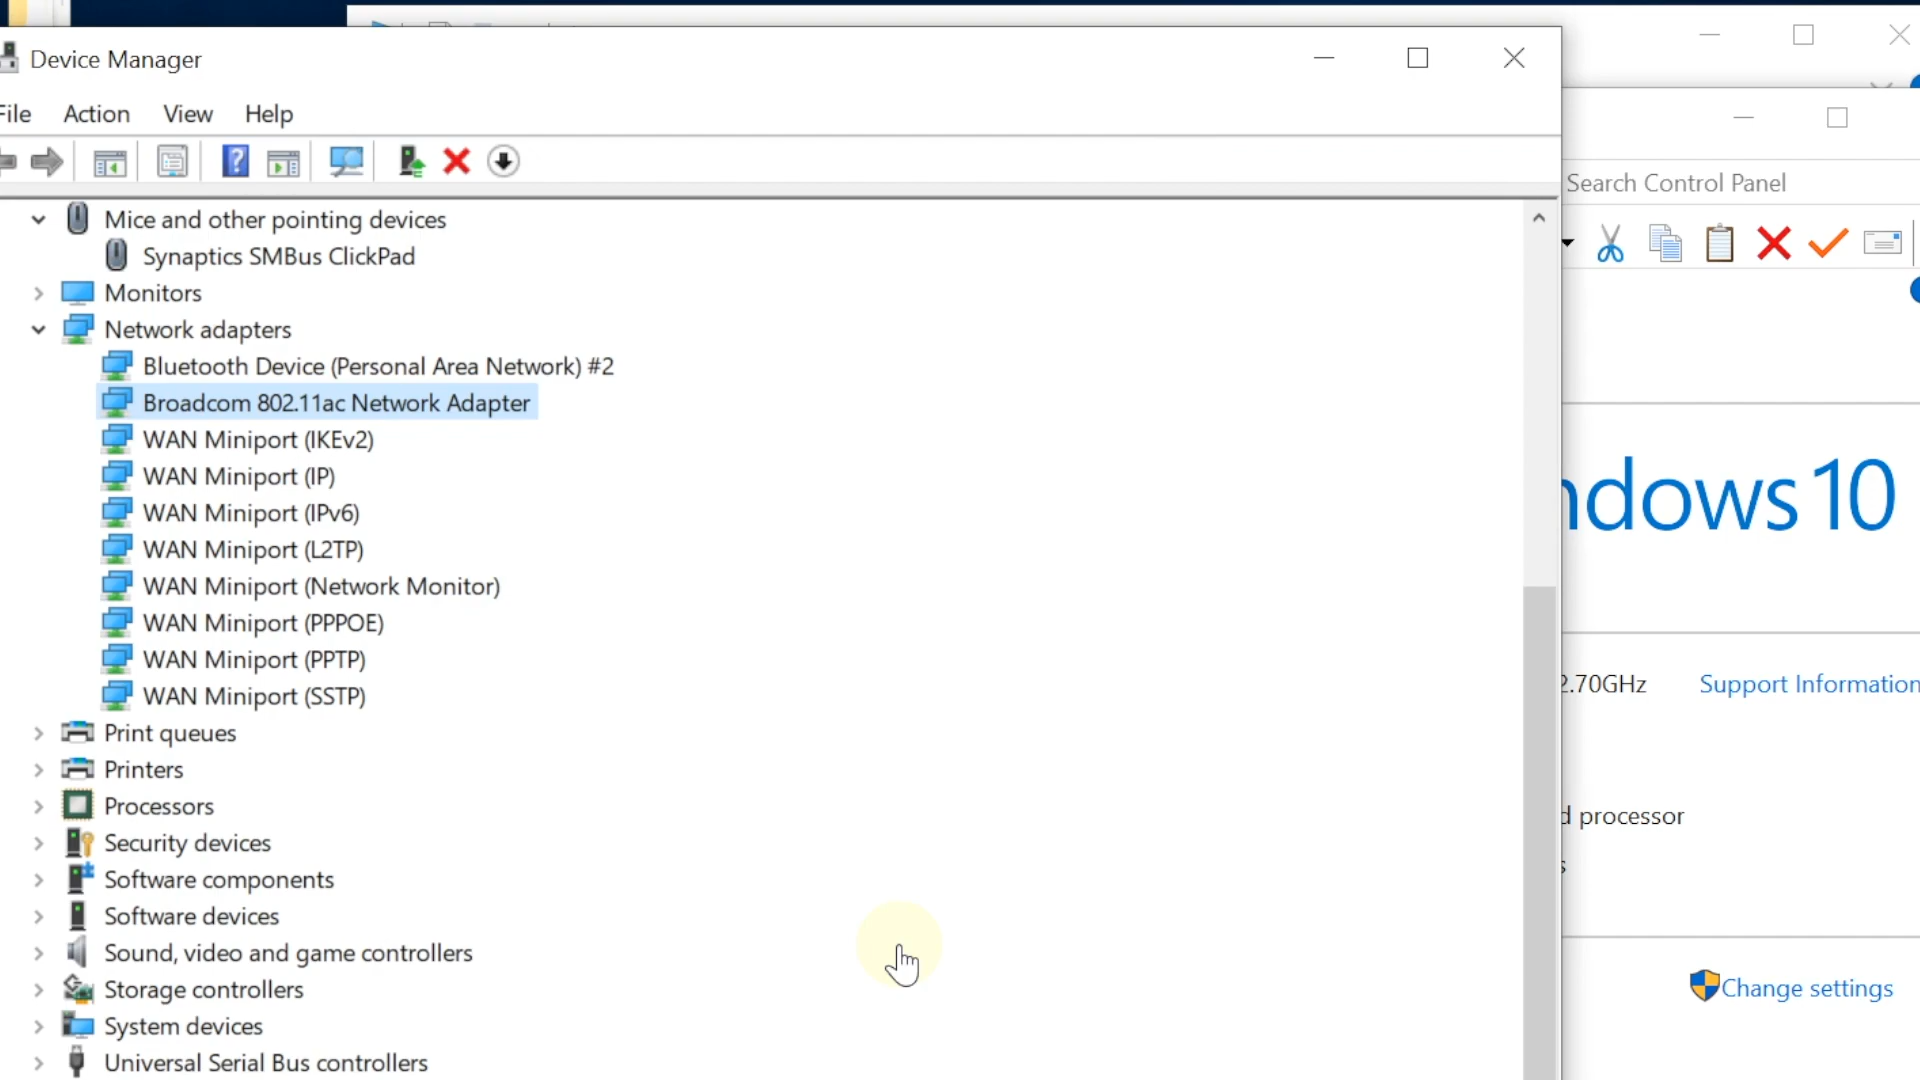 Device Manager
File Action View Help
Mice and other pointing devices
Synaptics SMBus ClickPad
Monitors
Network adapters
Bluetooth Device (Personal Area Network) #2
Broadcom 802.11ac Network Adapter
WAN Miniport (IKEv2)
WAN Miniport (IP)
WAN Miniport (IPv6)
WAN Miniport (L2TP)
WAN Miniport (Network Monitor)
WAN Miniport (PPPOE)
WAN Miniport (PPTP)
WAN Miniport (SSTP)
Print queues
Printers
Processors
Security devices
Software components
Software devices
Sound, video and game controllers
Storage controllers
System devices
Universal Serial Bus controllers
Search Control Panel
ndows 10
2.70GHz Support Information
d processor
s
Change settings